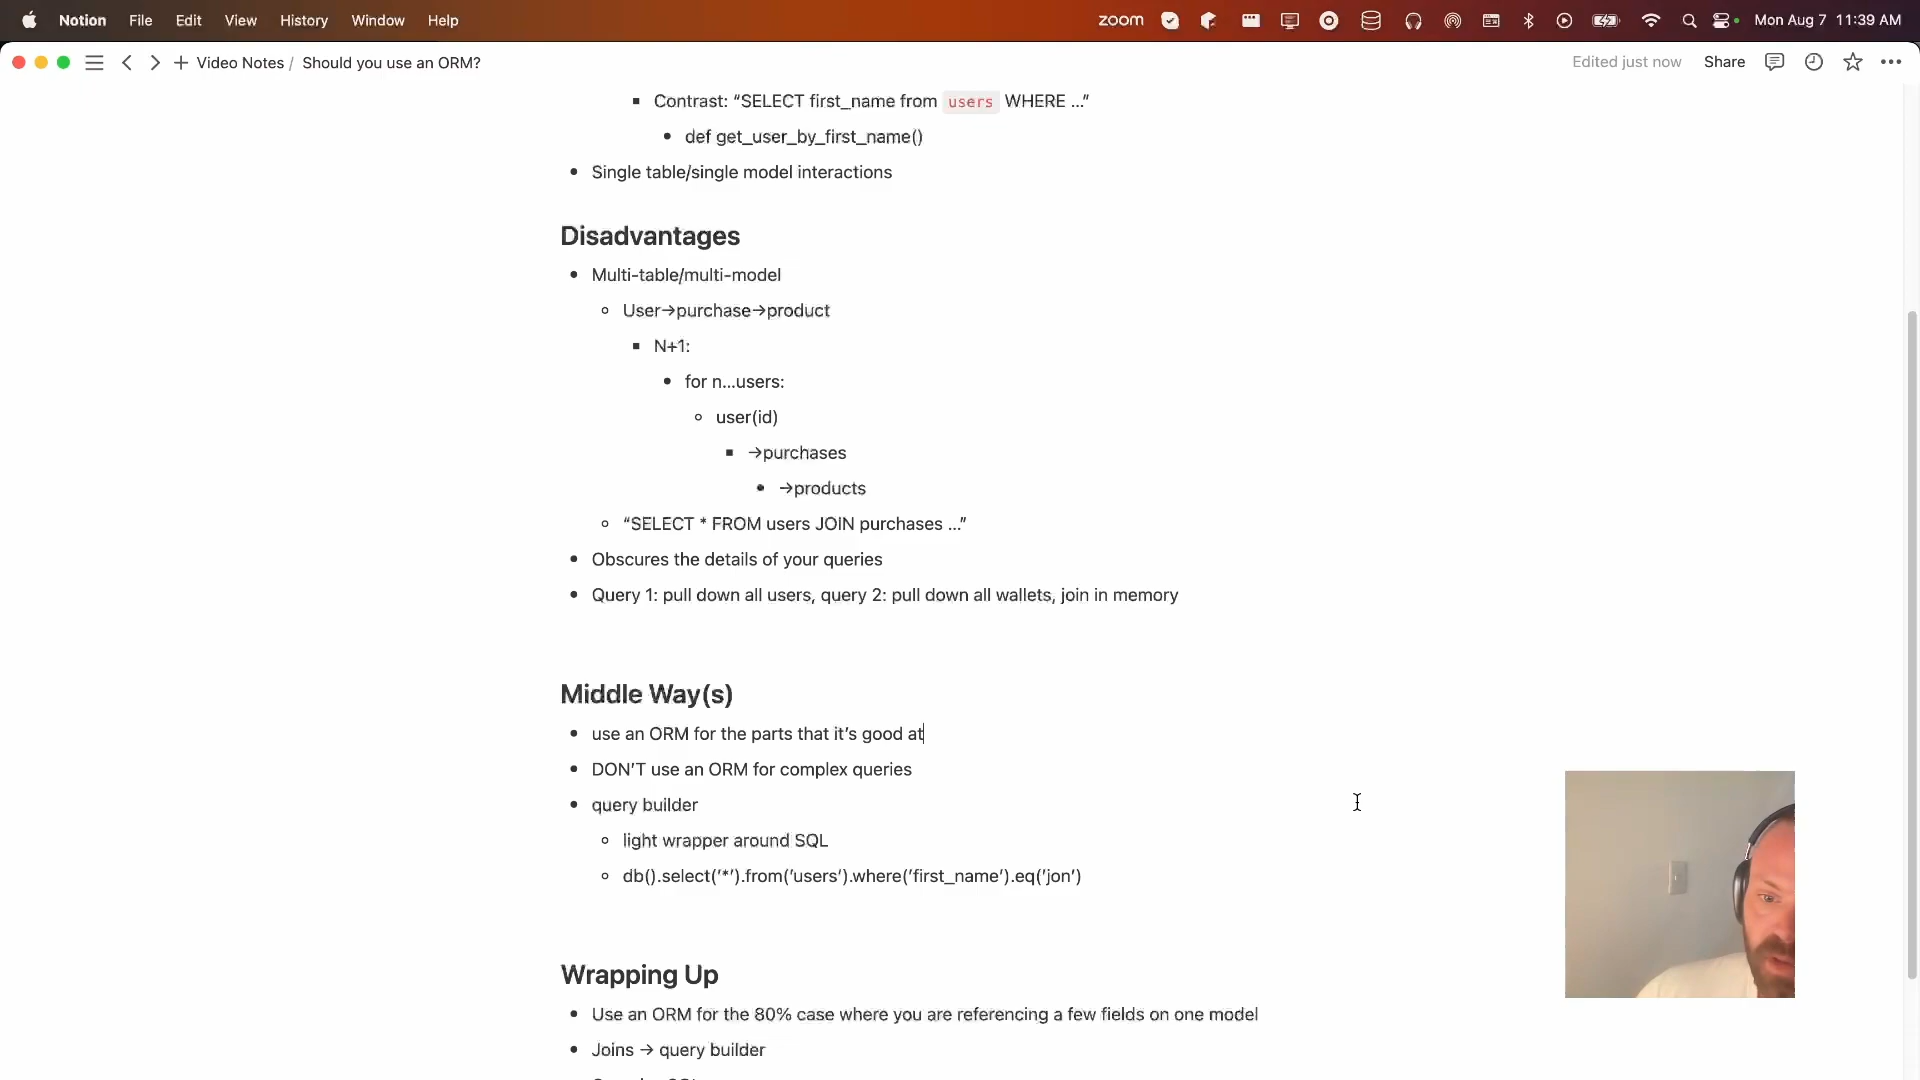 Notion File Edit View History Window Help zoom Mon Aug 7 11:39 AM
Video Notes / Should you use an ORM? Edited just now Share
Contrast: “SELECT first_name from users WHERE ...”
def get_user_by_first_name()
Single table/single model interactions
Disadvantages
Multi-table/multi-model
User→purchase→product
N+1:
for n...users:
user(id)
→purchases
→products
“SELECT * FROM users JOIN purchases ...”
Obscures the details of your queries
Query 1: pull down all users, query 2: pull down all wallets, join in memory
Middle Way(s)
use an ORM for the parts that it’s good at
DON’T use an ORM for complex queries
query builder
light wrapper around SQL
db().select(’*’).from(’users’).where(’first_name’).eq(’jon’)
Wrapping Up
Use an ORM for the 80% case where you are referencing a few fields on one model
Joins → query builder